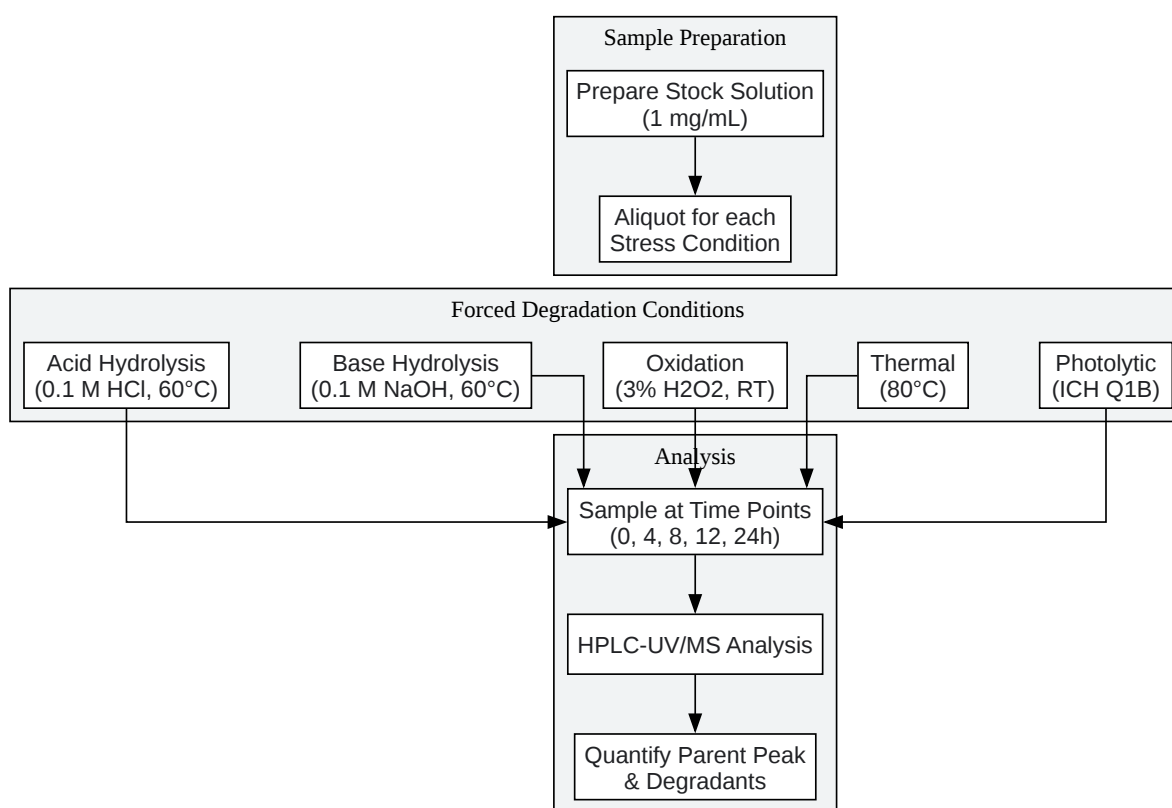 Sample Preparation
Prepare Stock Solution
(1 mg/mL)
Aliquot for each
Stress Condition
Forced Degradation Conditions
Acid Hydrolysis
(0.1 M HCl, 60°C)
Base Hydrolysis
(0.1 M NaOH, 60°C)
Oxidation
(3% H2O2, RT)
Thermal
(80°C)
Photolytic
(ICH Q1B)
Analysis
Sample at Time Points
(0, 4, 8, 12, 24h)
HPLC-UV/MS Analysis
Quantify Parent Peak
& Degradants